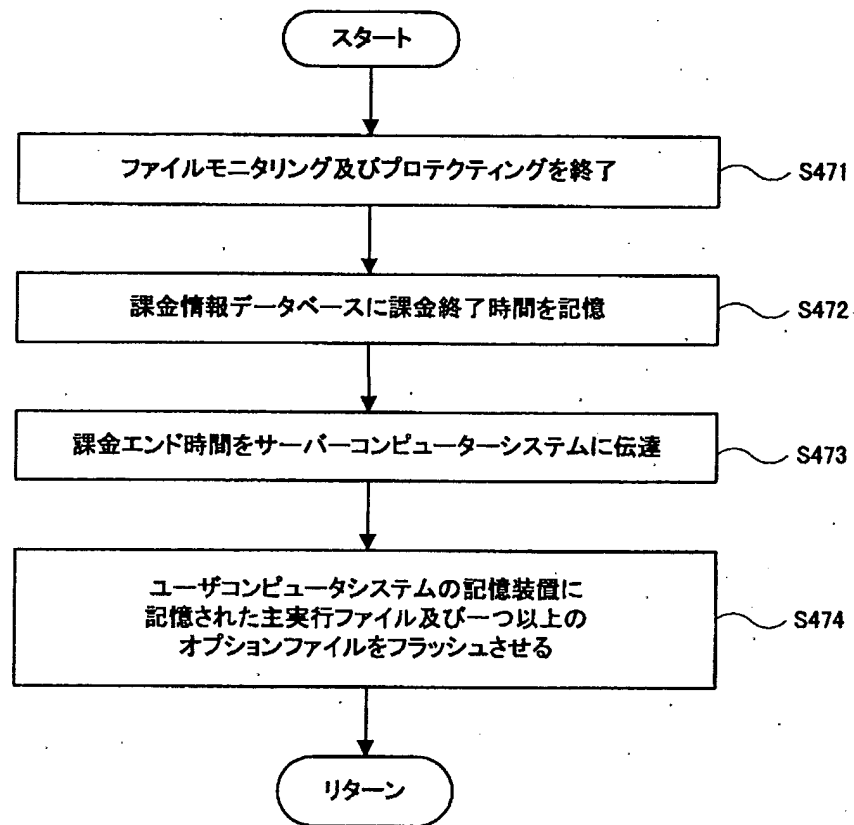 スタート
ファイルモニタリング及びプロテクティングを終了
S471
課金情報データベースに課金終了時間を記憶
S472
課金エンド時間をサーバーコンピューターシステムに伝達
S473
ユーザコンピュータシステムの記憶装置に
記憶された主実行ファイル及び一つ以上の
オプションファイルをフラッシュさせる
S474
リターン